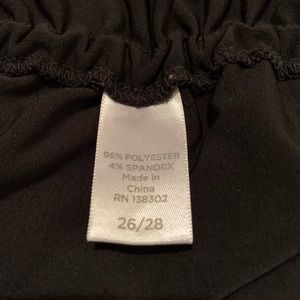 96% POLYESTER
4% SPANDEX
Made in
China
RN 138302
26/28